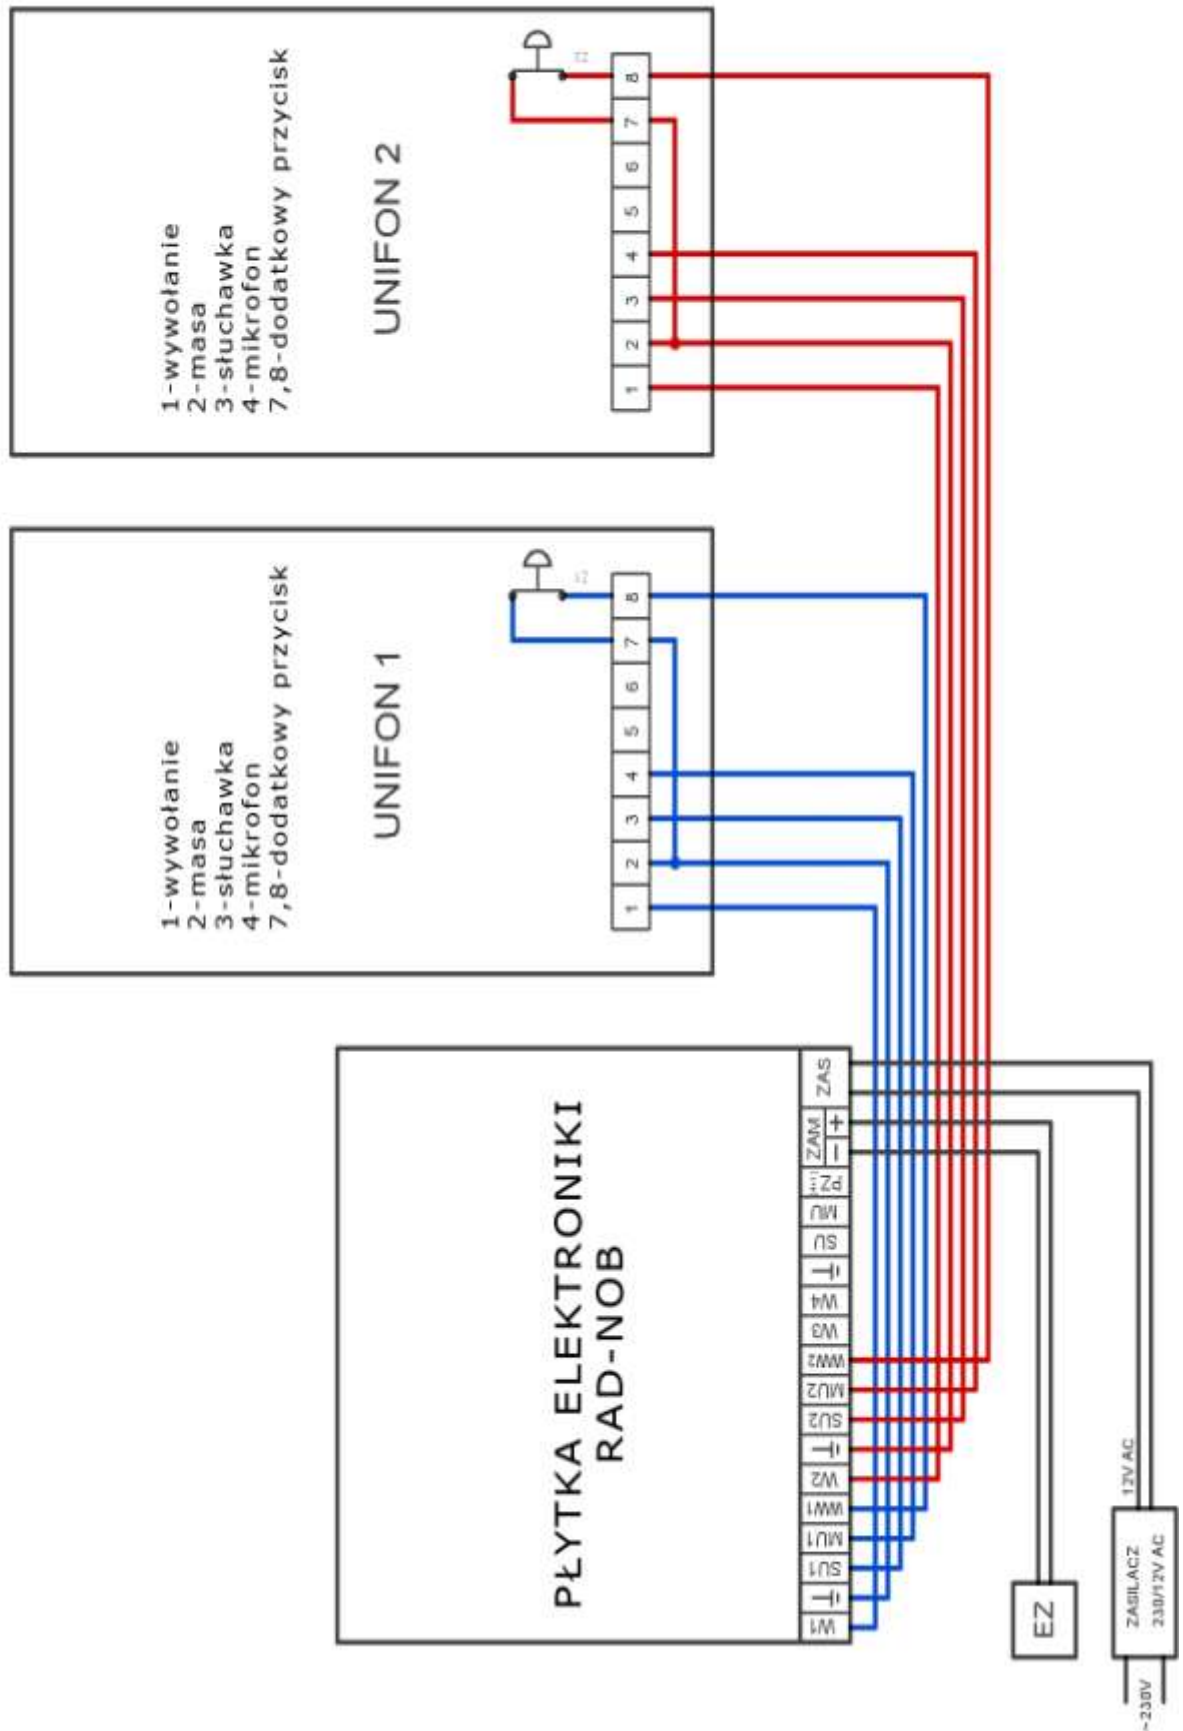 1-wywołanie
2-masa
3-słuchawka
4-mikrofon
7,8-dodatkowy przycisk
UNIFON 1
1 2 3 4 5 6 7 8
1-wywołanie
2-masa
3-słuchawka
4-mikrofon
7,8-dodatkowy przycisk
UNIFON 2
1 2 3 4 5 6 7 8
PŁYTKA ELEKTRONIKI
RAD-NOB
W1 SU1 MU1 WW1 W2 SU2 MU2 WW2 W3 W4 SU MU PZ ZAM - + ZAS
EZ
12V AC
ZASILACZ
230/12V AC
~230V